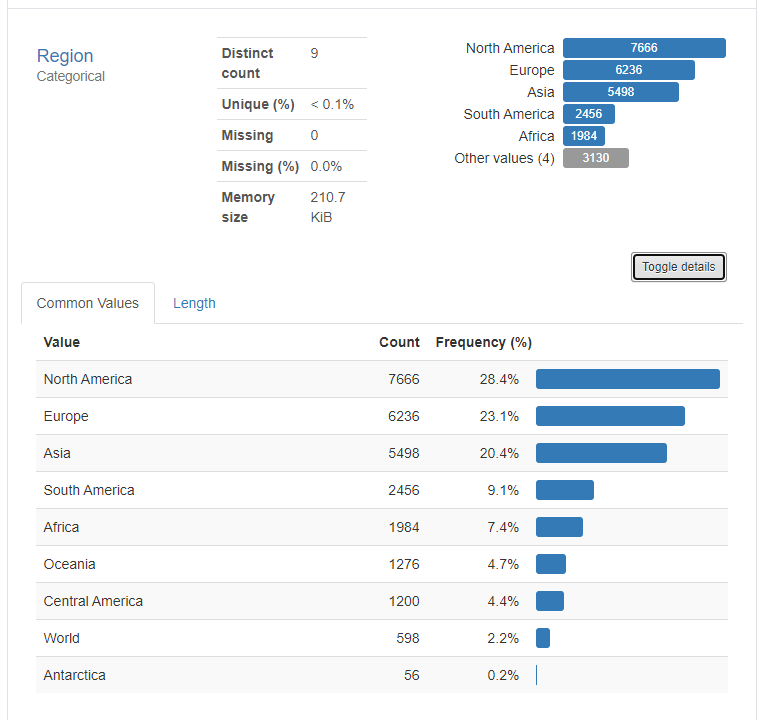 Region
Categorical
Distinct count 9
Unique (%) < 0.1%
Missing 0
Missing (%) 0.0%
Memory size 210.7 KiB
North America 7666
Europe 6236
Asia 5498
South America 2456
Africa 1984
Other values (4) 3130
Toggle details
Common Values Length
Value Count Frequency (%)
North America 7666 28.4%
Europe 6236 23.1%
Asia 5498 20.4%
South America 2456 9.1%
Africa 1984 7.4%
Oceania 1276 4.7%
Central America 1200 4.4%
World 598 2.2%
Antarctica 56 0.2%